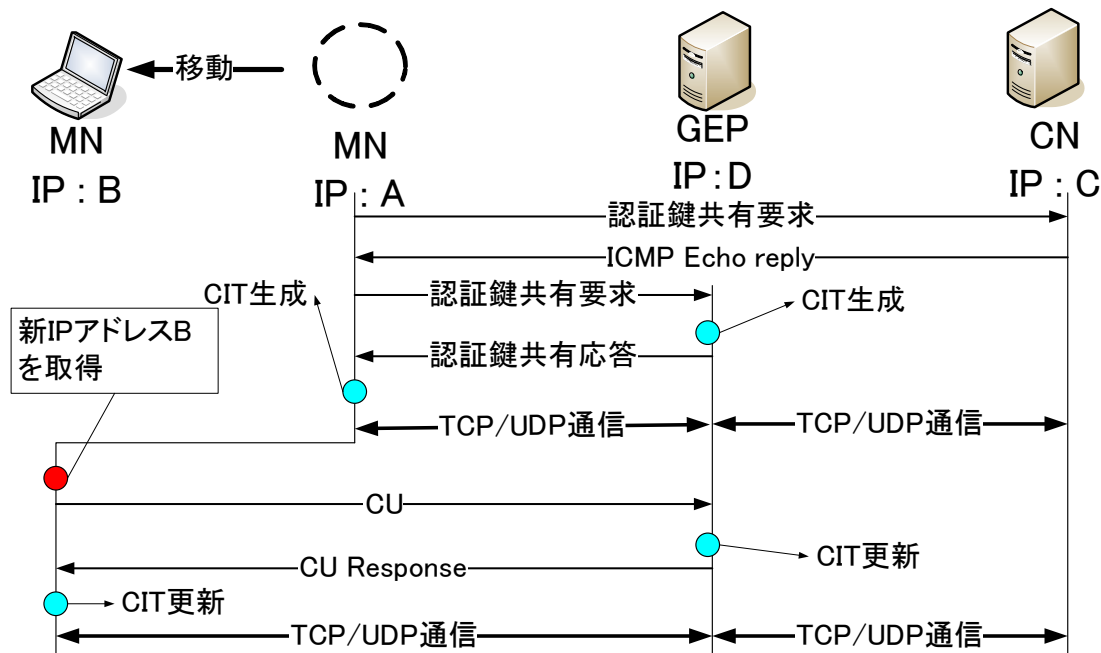 移動
MN
IP : B
MN
IP : A
GEP
IP:D
CN
IP : C
認証鍵共有要求
ICMP Echo reply
CIT生成
認証鍵共有要求
CIT生成
新IPアドレスB
を取得
認証鍵共有応答
TCP/UDP通信
TCP/UDP通信
CU
CIT更新
CU Response
CIT更新
TCP/UDP通信
TCP/UDP通信